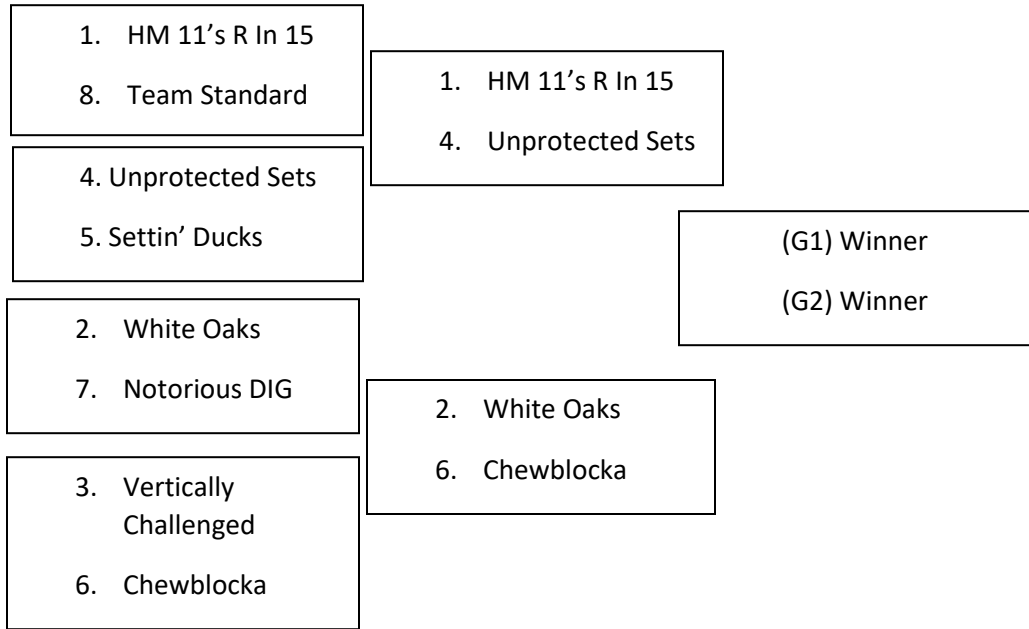 1. HM 11’s R In 15
8. Team Standard
4. Unprotected Sets
5. Settin’ Ducks
2. White Oaks
7. Notorious DIG
3. Vertically
Challenged
6. Chewblocka
1. HM 11’s R In 15
4. Unprotected Sets
2. White Oaks
6. Chewblocka
(G1) Winner
(G2) Winner